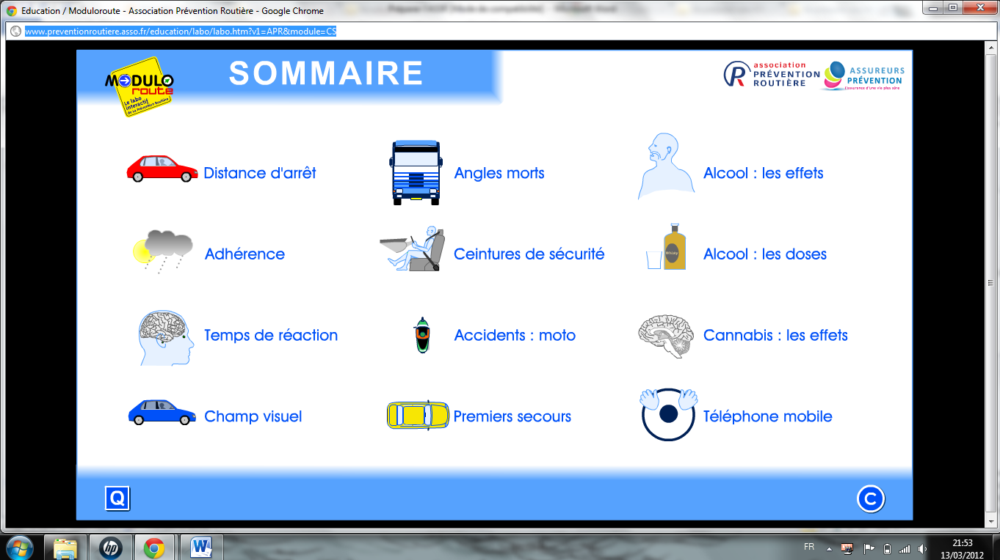 Education / Moduloroute - Association Prévention Routière - Google Chrome
www.preventionroutiere.asso.fr/education/labo/labo.htm?v1=APR&module=CS
MODULO
route
Le labo
interactif
de La Prévention Routière
SOMMAIRE
association
PRÉVENTION
ROUTIÈRE
ASSUREURS
PRÉVENTION
L'assurance d'une vie plus sûre
Distance d'arrêt
Angles morts
Alcool : les effets
Adhérence
Ceintures de sécurité
Whisky
Alcool : les doses
Temps de réaction
Accidents : moto
Cannabis : les effets
Champ visuel
Premiers secours
Téléphone mobile
Q
C
hp
W
FR
21:53
13/03/2012